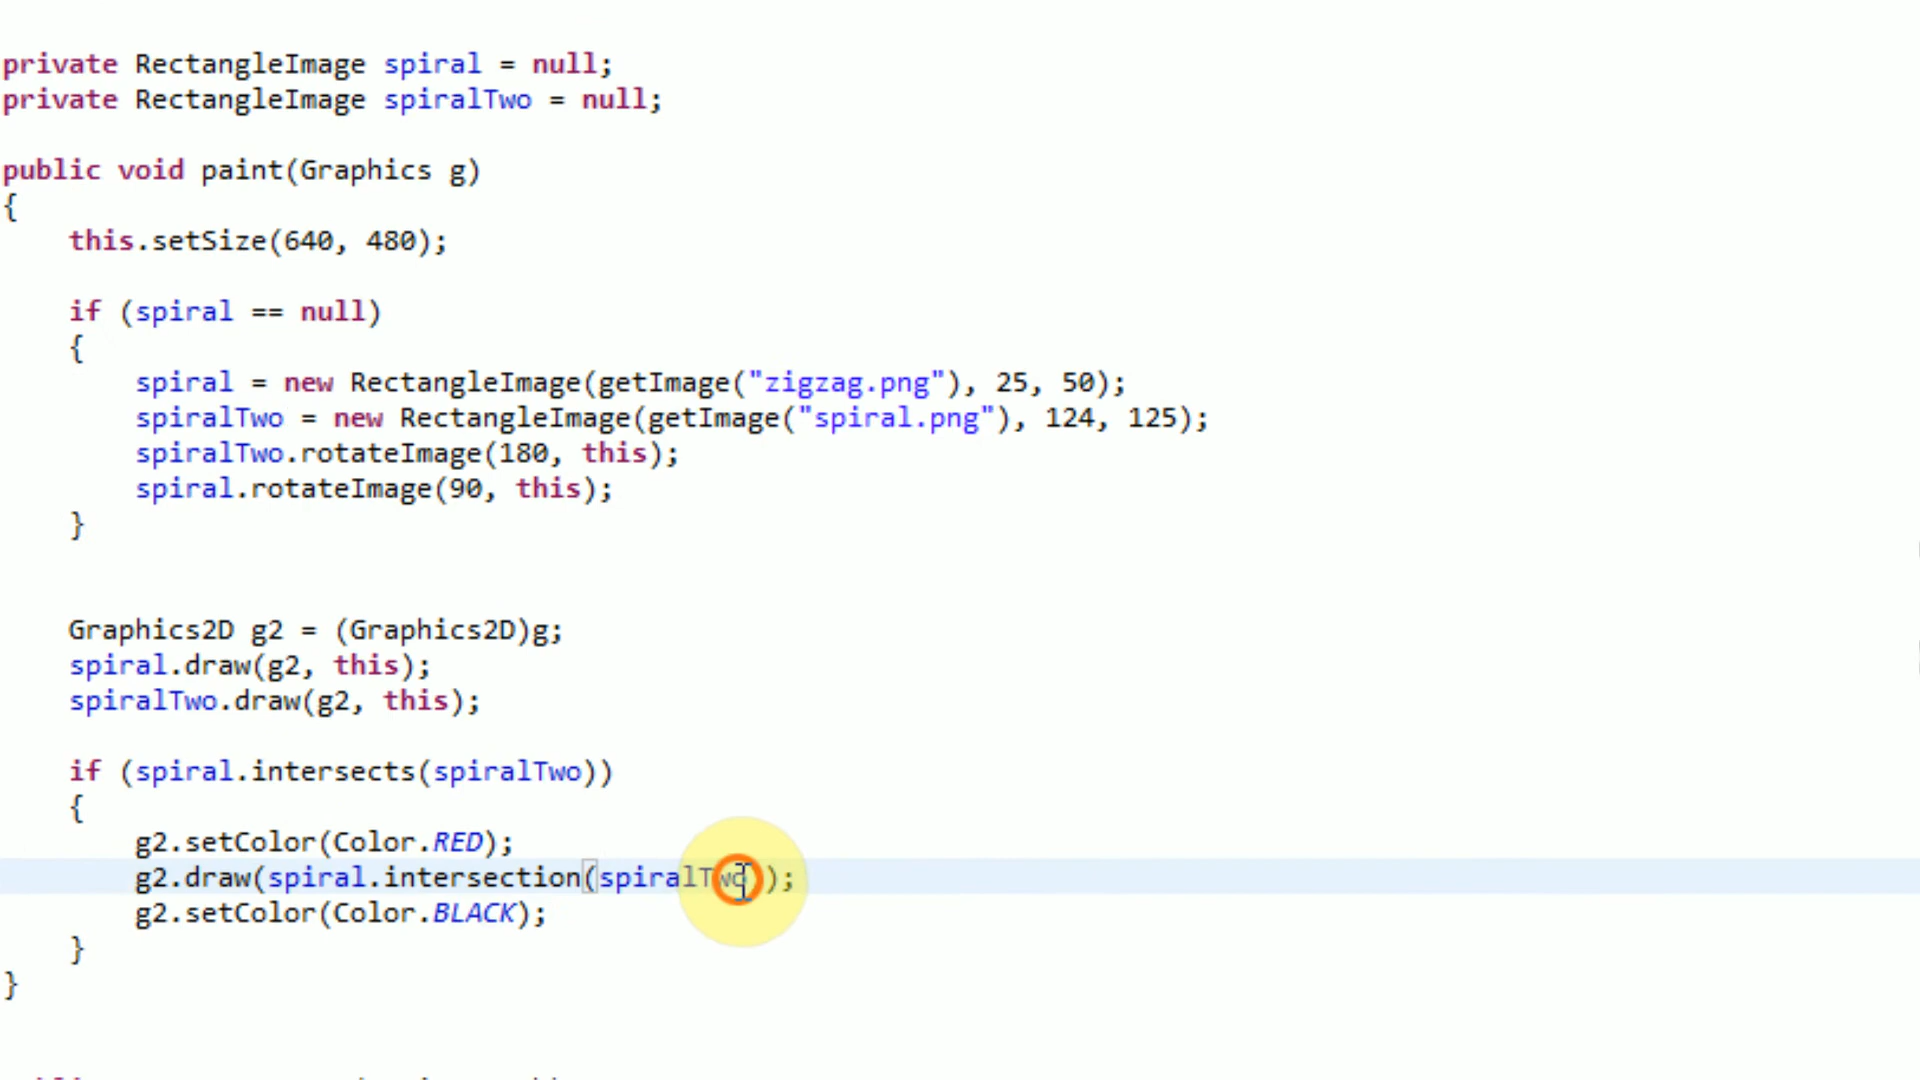 private RectangleImage spiral = null;
private RectangleImage spiralTwo = null;
public void paint(Graphics g)
{
this.setSize(640, 480);
if (spiral == null)
{
spiral = new RectangleImage(getImage("zigzag.png"), 25, 50);
spiralTwo = new RectangleImage(getImage("spiral.png"), 124, 125);
spiralTwo.rotateImage(180, this);
spiral.rotateImage(90, this);
}
Graphics2D g2 = (Graphics2D)g;
spiral.draw(g2, this);
spiralTwo.draw(g2, this);
if (spiral.intersects(spiralTwo))
{
g2.setColor(Color.RED);
g2.draw(spiral.intersection(spiralTwo));
g2.setColor(Color.BLACK);
}
}